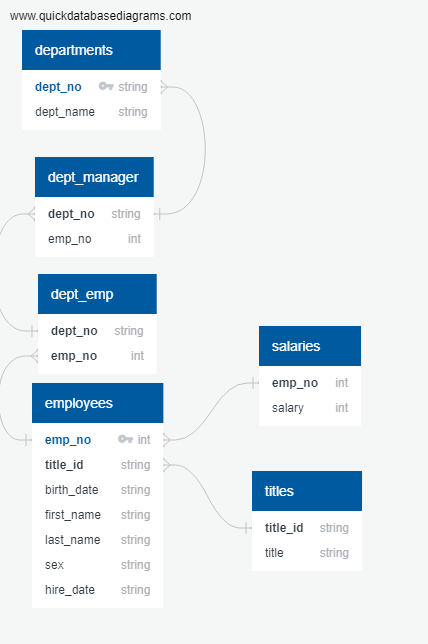 www.quickdatabasediagrams.com
departments
dept_no string
dept_name string
dept_manager
dept_no string
emp_no int
dept_emp
dept_no string
emp_no int
employees
emp_no int
title_id string
birth_date string
first_name string
last_name string
sex string
hire_date string
salaries
emp_no int
salary int
titles
title_id string
title string